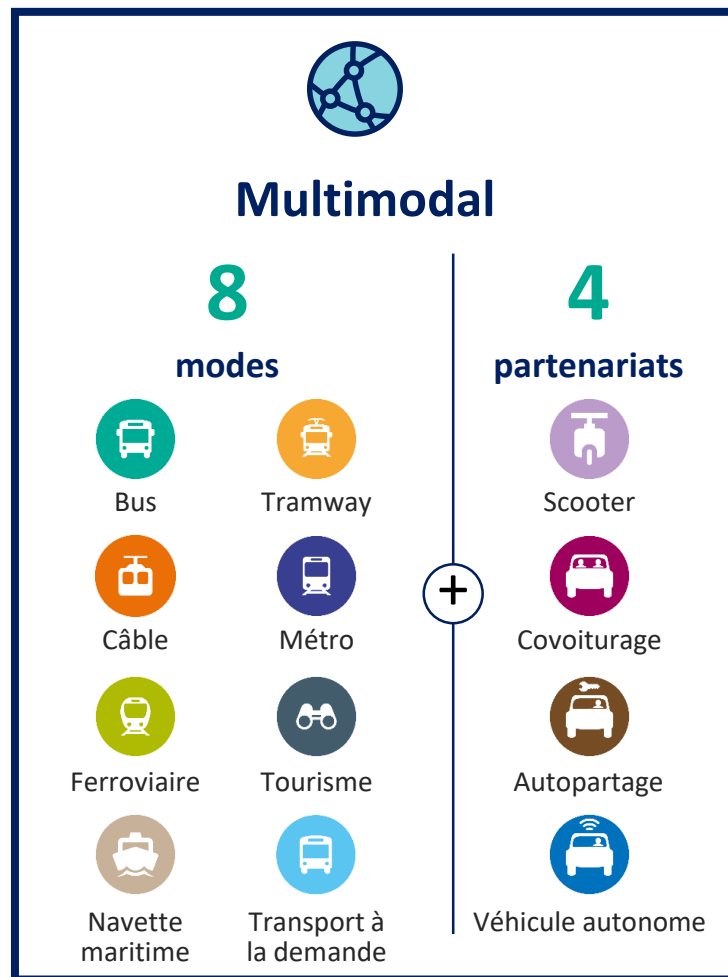 Multimodal
8
modes
Bus
Tramway
Câble
Métro
Ferroviaire
Tourisme
Navette
maritime
Transport à
la demande
+
4
partenariats
Scooter
Covoiturage
Autopartage
Véhicule autonome